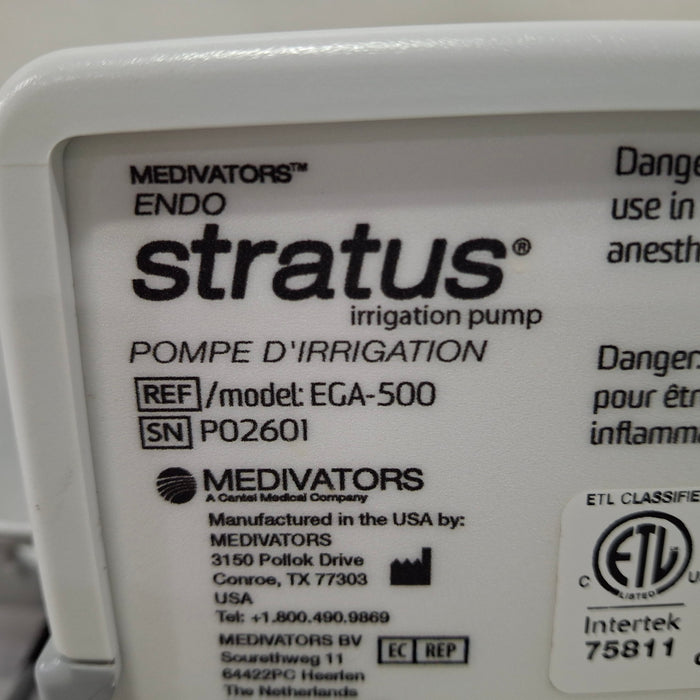 MEDIVATORS™
ENDO
stratus®
irrigation pump
POMPE D'IRRIGATION
REF/model: EGA-500
SN P02601
MEDIVATORS
A Cantel Medical Company
Manufactured in the USA by:
MEDIVATORS
3150 Pollok Drive
Conroe, TX 77303
USA
Tel: +1.800.490.9869
MEDIVATORS BV
EC REP
Sourethweg 11
6422PC Heerlen
The Netherlands
Dange
use in
anesth
Danger:
pour êtr
inflamma
ETL CLASSIFIE
C ETL U
LISTED
Intertek
75811